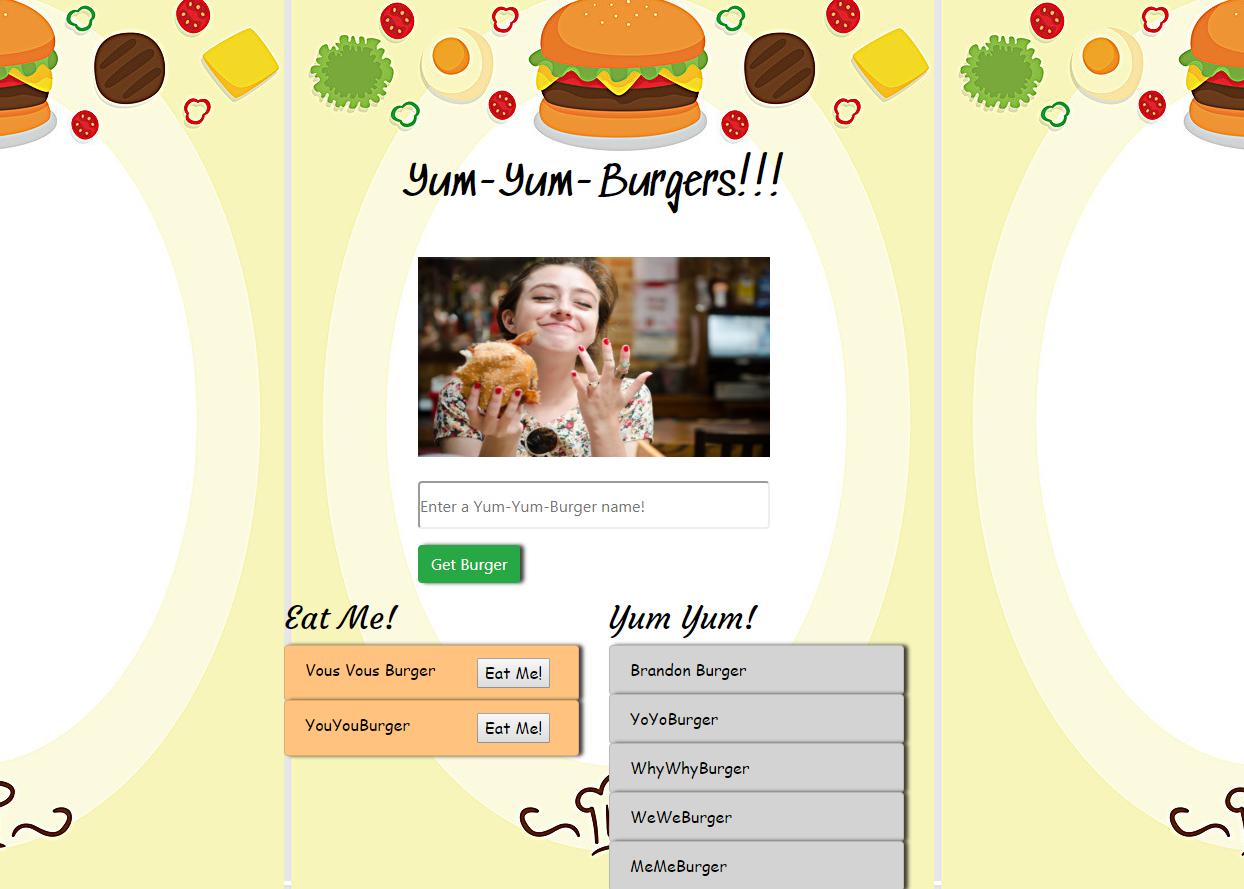 Yum-Yum-Burgers!!!
Enter a Yum-Yum-Burger name!
Get Burger
Eat Me!
Vous Vous Burger Eat Me!
YouYouBurger Eat Me!
Yum Yum!
Brandon Burger
YoYoBurger
WhyWhyBurger
WeWeBurger
MeMeBurger